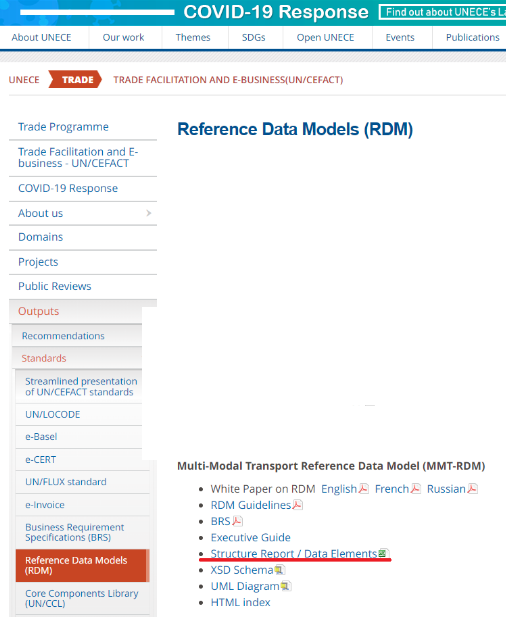 COVID-19 Response Find out about UNECE's La
About UNECE Our work Themes SDGs Open UNECE Events Publications
UNECE TRADE TRADE FACILITATION AND E-BUSINESS(UN/CEFACT)
Trade Programme
Trade Facilitation and E-
business - UN/CEFACT
COVID-19 Response
About us
Domains
Projects
Public Reviews
Outputs
Recommendations
Standards
Streamlined presentation
of UN/CEFACT standards
UN/LOCODE
e-Basel
e-CERT
UN/FLUX standard
e-Invoice
Business Requirement
Specifications (BRS)
Reference Data Models
(RDM)
Core Components Library
(UN/CCL)
Reference Data Models (RDM)
Multi-Modal Transport Reference Data Model (MMT-RDM)
White Paper on RDM English French Russian
RDM Guidelines
BRS
Executive Guide
Structure Report / Data Elements
XSD Schema
UML Diagram
HTML index